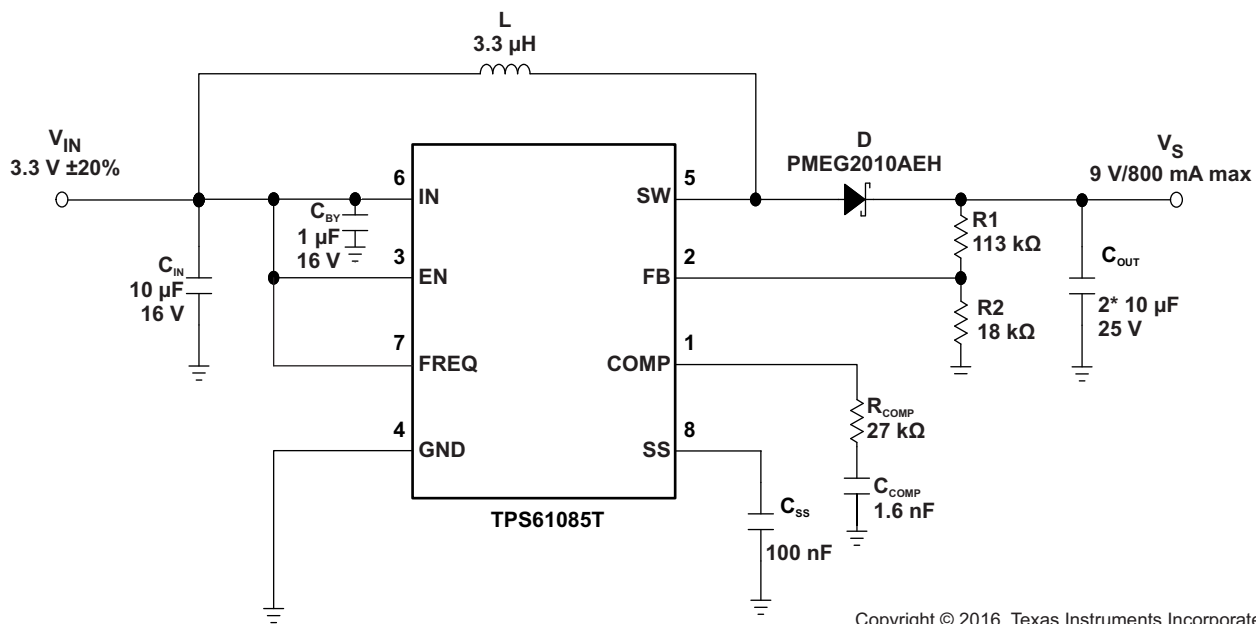 L
3.3 µH
V_IN
3.3 V ±20%
D
PMEG2010AEH
V_S
9 V/800 mA max
6
IN
SW
5
C_BY
1 µF
16 V
R1
113 kΩ
C_IN
10 µF
16 V
3
EN
FB
2
C_OUT
2* 10 µF
25 V
R2
18 kΩ
7
FREQ
COMP
1
R_COMP
27 kΩ
4
GND
SS
8
C_COMP
1.6 nF
TPS61085T
C_SS
100 nF
Copyright © 2016, Texas Instruments Incorporate